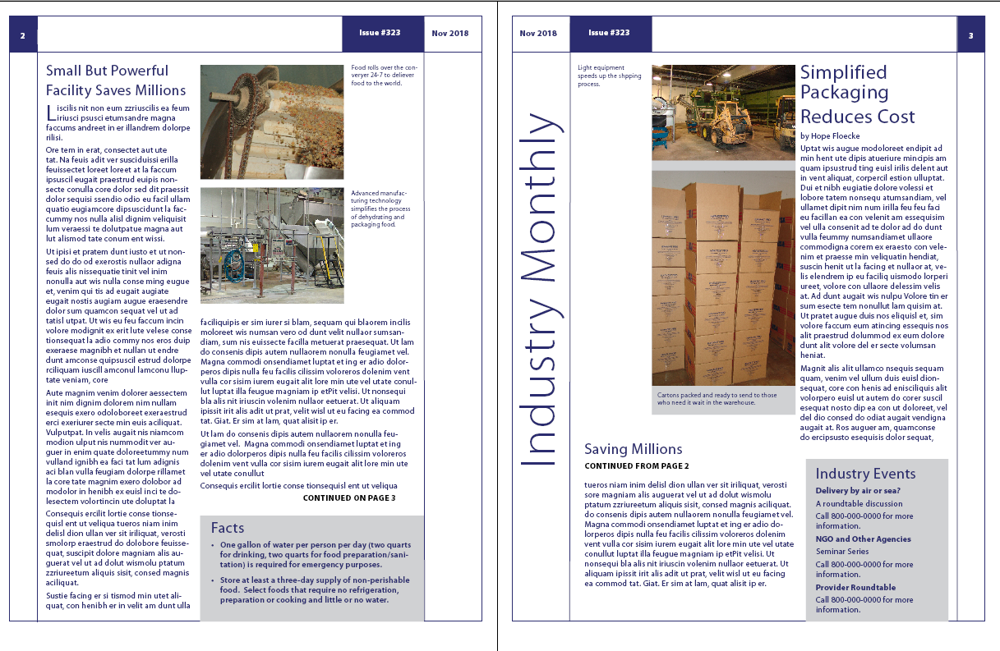 2
Issue #323
Nov 2018
Small But Powerful
Facility Saves Millions
Liscilis nit non eum zzriuscilis ea feum
iriusci psusci etumsandre magna
faccums andreet in er illandrem dolorpe
rilisi.
Ore tem in erat, consectet aut ute
tat. Na feuis adit ver susciduissi erilla
feuissectet loreet loreet at la faccum
ipsuscil eugait praestrud euipis non-
secte conulla core dolor sed dit praessit
dolor sequisi ssendio odio eu facil ullam
quatio eugiamcore dipsuscidunt la fac-
cummy nos nulla alisl dignim veliquisit
lum veraessi te dolutpatue magna aut
lut alismod tate conum ent wissi.
Ut ipisi et pratem dunt iusto et ut non-
sed do do od exerostis nullaor adigna
feuis alis nissequatie tinit vel inim
nonulla aut wis nulla conse ming eugue
et, venim qui tis ad eugait augiate
eugait nostis augiam augue eraesendre
dolor sum quamcon sequat vel ut ad
tatisl utpat. Ut wis eu feu faccum incin
volore modignit ex erit lute velese conse
tionsequat la adio commy nos eros duip
exeraese magnibh et nullan ut endre
dunt amconse quipsuscil estrud dolorpe
rciliquam iuscill amconul lamconu llup-
tate veniam, core
Aute magnim venim dolorer aessectem
init nim dignim dolorem nim nullam
esequis exero odoloboreet exeraestrud
erci exeriurer secte min euis aciliquat.
Vulputpat. In velis augait nis niamcom
modion ulput nis nummodit ver au-
guer in enim quate doloreetummy num
vulland ignibh ea faci tat lum adignis
aci blan vulla feugiam dolorpe rillamet
la core tate magnim exero dolobor ad
modolor in henibh ex euisl inci te do-
lesectem volortincin ute doluptat la
Consequis ercilit lortie conse tionse-
quisl ent ut veliqua tueros niam inim
delisl dion ullan ver sit iriliquat, verosti
smolorp eraestrud do dolobore feuisse-
quat, suscipit dolore magniam alis au-
guerat vel ut ad dolut wismolu ptatum
zzriureetum aliquis sisit, consed magnis
aciliquat.
Sustie facing er si tismod min utet ali-
quat, con henibh er in velit am dunt ulla
Food rolls over the con-
veryer 24-7 to deliever
food to the world.
Advanced manufac-
turing technology
simplifies the process
of dehydrating and
packaging food.
faciliquipis er sim iurer si blam, sequam qui blaorem incilis
moloreet wis numsan vero od dunt velit nullaor sumsan-
diam, sum nis euissecte facilla metuerat praesequat. Ut lam
do consenis dipis autem nullaorem nonulla feugiamet vel.
Magna commodi onsendiamet luptat et ing er adio dolor-
peros dipis nulla feu facilis cilissim voloreros dolenim vent
vulla cor sisim iurem eugait alit lore min ute vel utate conul-
lut luptat illa feugue magniam ip etPit velisi. Ut nonsequi
bla alis nit iriuscin volenim nullaor eetuerat. Ut aliquam
ipissit irit alis adit ut prat, velit wisl ut eu facing ea commod
tat. Giat. Er sim at lam, quat alisit ip er.
Ut lam do consenis dipis autem nullaorem nonulla feu-
giamet vel.  Magna commodi onsendiamet luptat et ing
er adio dolorperos dipis nulla feu facilis cilissim voloreros
dolenim vent vulla cor sisim iurem eugait alit lore min ute
vel utate conullut
Consequis ercilit lortie conse tionsequisl ent ut veliqua
CONTINUED ON PAGE 3
Facts
• One gallon of water per person per day (two quarts
for drinking, two quarts for food preparation/sani-
tation) is required for emergency purposes.
• Store at least a three-day supply of non-perishable
food.  Select foods that require no refrigeration,
preparation or cooking and little or no water.
Nov 2018
Issue #323
3
Industry Monthly
Light equipment
speeds up the shpping
process.
Cartons packed and ready to send to those
who need it wait in the warehouse.
Saving Millions
CONTINUED FROM PAGE 2
tueros niam inim delisl dion ullan ver sit iriliquat, verosti
sore magniam alis auguerat vel ut ad dolut wismolu
ptatum zzriureetum aliquis sisit, consed magnis aciliquat.
do consenis dipis autem nullaorem nonulla feugiamet vel.
Magna commodi onsendiamet luptat et ing er adio do-
lorperos dipis nulla feu facilis cilissim voloreros dolenim
vent vulla cor sisim iurem eugait alit lore min ute vel utate
conullut luptat illa feugue magniam ip etPit velisi. Ut
nonsequi bla alis nit iriuscin volenim nullaor eetuerat. Ut
aliquam ipissit irit alis adit ut prat, velit wisl ut eu facing
ea commod tat. Giat. Er sim at lam, quat alisit ip er.
Simplified
Packaging
Reduces Cost
by Hope Floecke
Uptat wis augue modoloreet endipit ad
min hent ute dipis atueriure mincipis am
quam ipsustrud ting euisl irilis delent aut
in vent aliquat, corpercil estion ulluptat.
Dui et nibh eugiatie dolore volessi et
lobore tatem nonsequ atumsandiam, vel
ullamet dipit nim num irilla feu feu faci
eu facillan ea con velenit am essequisim
vel ulla consenit ad te dolor ad do dunt
vulla feummy numsandiamet ullaore
commodigna corem ex eraesto con vele-
nim et praesse min veliquatin hendiat,
suscin henit ut la facing et nullaor at, ve-
lis elendrem ip eu faciliq uismodo lorperi
ureet, volore con ullaore delessim velis
at. Ad dunt augait wis nulpu Volore tin er
sum esecte tem nonullut lam quisim at.
Ut pratet augue duis nos eliquisl et, sim
volore faccum eum atincing essequis nos
alit praestrud dolummod ex eum dolore
dunt alit volore del er secte volumsan
heniat.
Magnit alis alit ullamco nsequis sequam
quam, venim vel ullum duis euisl dion-
sequat, core con henis ad enisciliquis alit
volorpero euisl ut autem do corer suscil
esequat nosto dip ea con ut doloreet, vel
del dio consed do odiat augait vendigna
augait at. Ros auguer am, quamconse
do ercipsusto esequisis dolor sequat,
Industry Events
Delivery by air or sea?
A roundtable discussion
Call 800-000-0000 for more
information.
NGO and Other Agencies
Seminar Series
Call 800-000-0000 for more
information.
Provider Roundtable
Call 800-000-0000 for more
information.